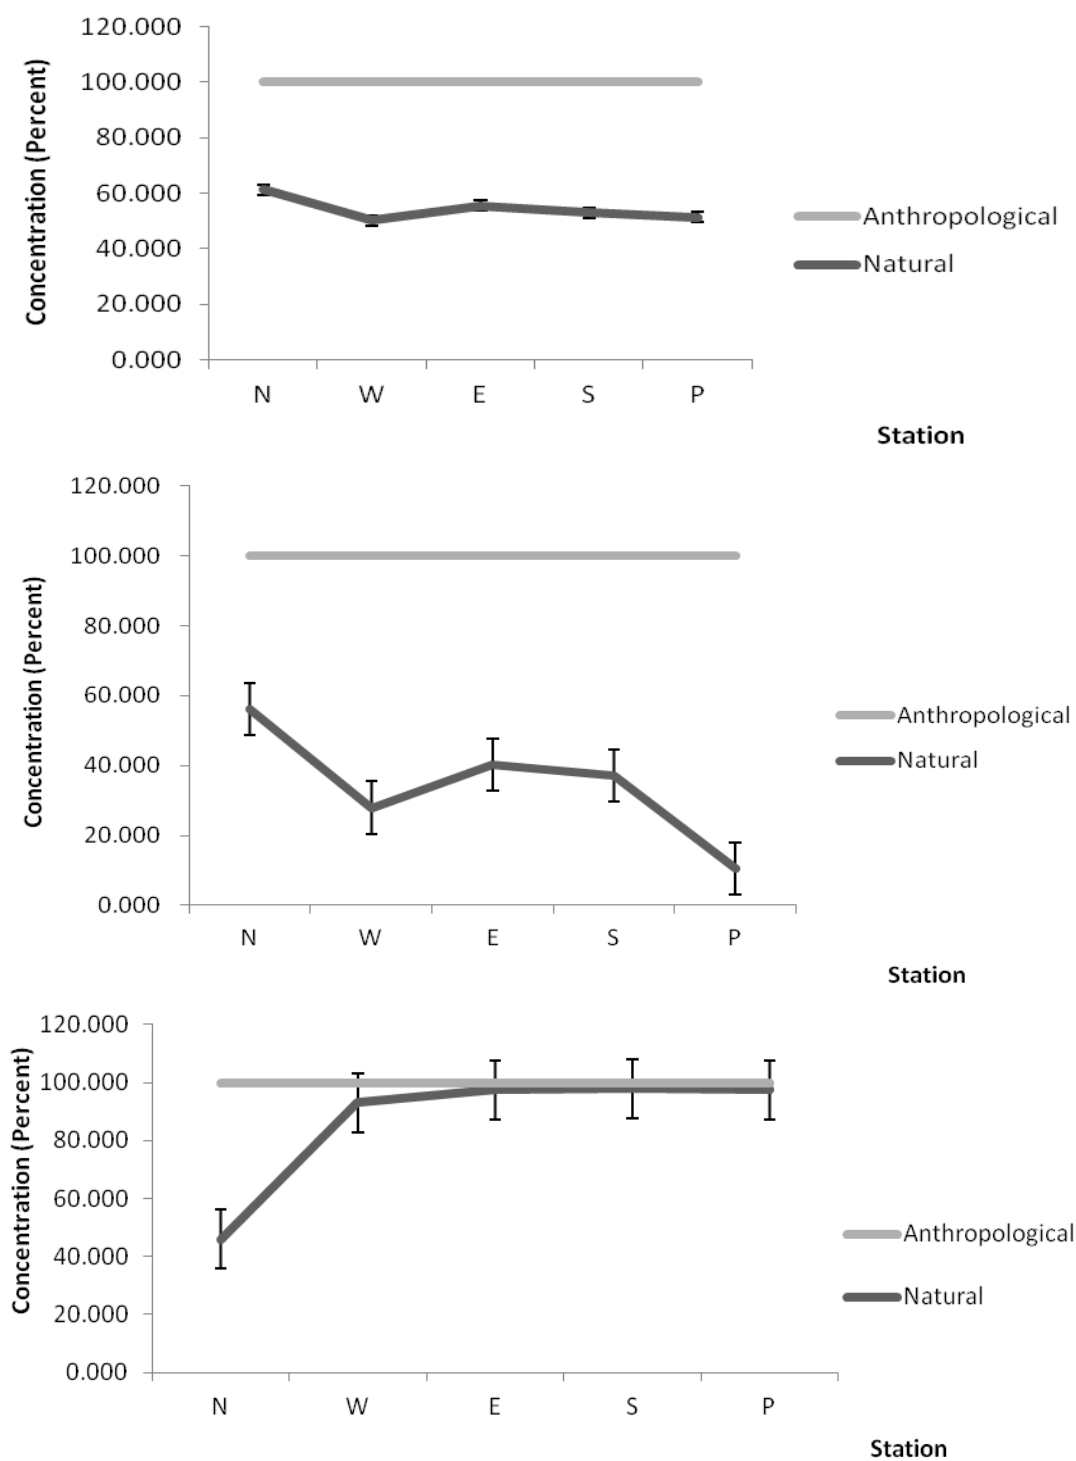 120.000
100.000
80.000
60.000
40.000
20.000
0.000
Concentration (Percent)
N W E S P
Station
Anthropological
Natural
120.000
100.000
80.000
60.000
40.000
20.000
0.000
Concentration (Percent)
N W E S P
Station
Anthropological
Natural
120.000
100.000
80.000
60.000
40.000
20.000
0.000
Concentration (Percent)
N W E S P
Station
Anthropological
Natural